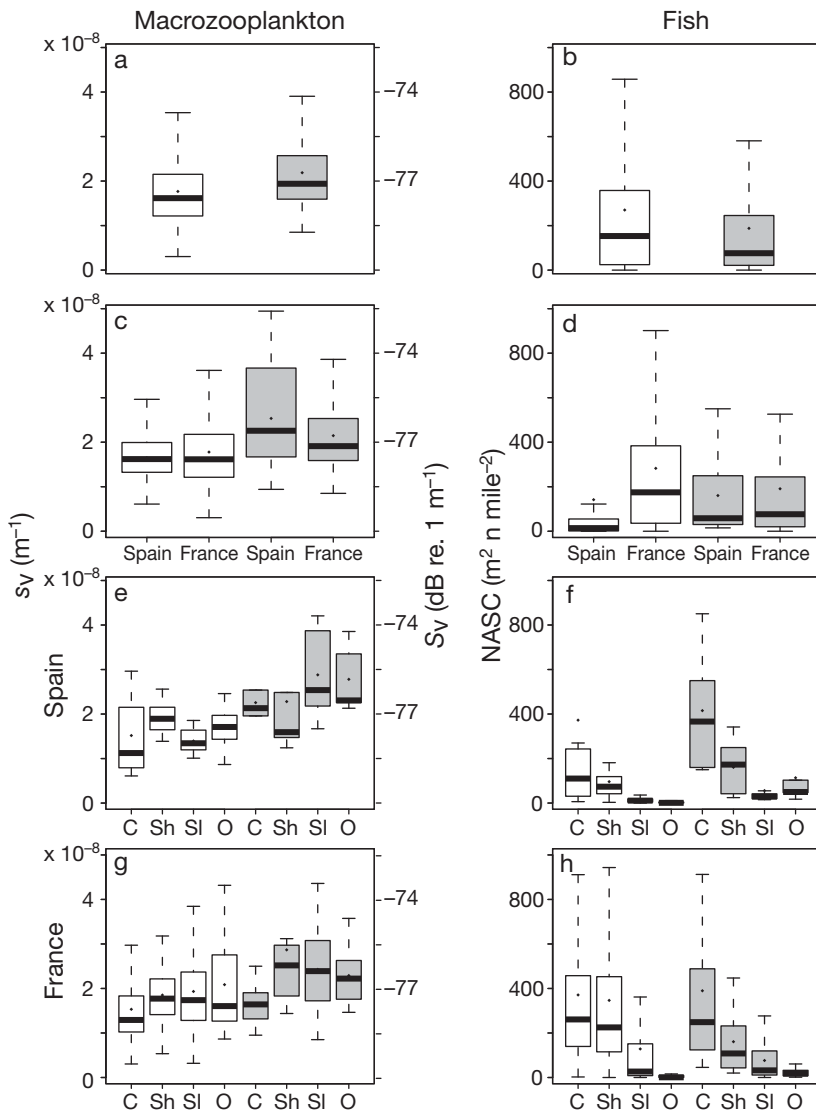 Macrozooplankton Fish
x 10⁻⁸
a
b
4
2
0
−74
−77
800
400
0
x 10⁻⁸
c
d
4
2
0
−74
−77
800
400
0
Spain France Spain France
Spain France Spain France
sᵥ (m⁻¹)
Sᵥ (dB re. 1 m⁻¹)
NASC (m² n mile⁻²)
x 10⁻⁸
e
f
Spain
4
2
0
−74
−77
800
400
0
C Sh Sl O C Sh Sl O
C Sh Sl O C Sh Sl O
x 10⁻⁸
g
h
France
4
2
0
−74
−77
800
400
0
C Sh Sl O C Sh Sl O
C Sh Sl O C Sh Sl O